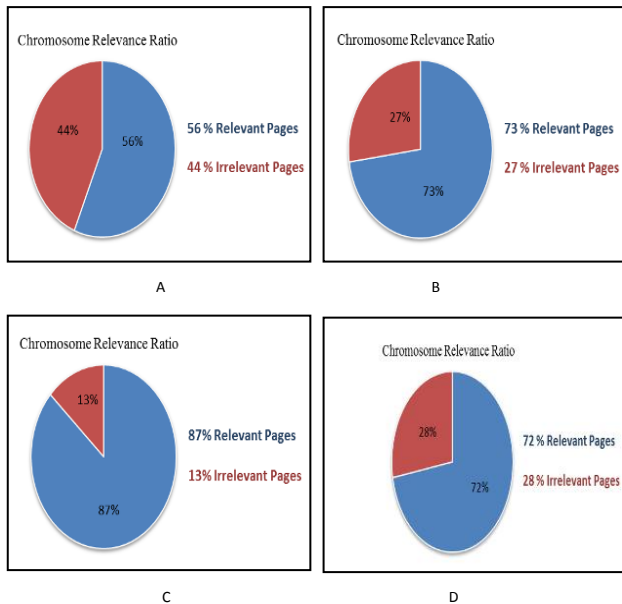 Chromosome Relevance Ratio
44%
56%
56 % Relevant Pages
44 % Irrelevant Pages
A
Chromosome Relevance Ratio
27%
73%
73 % Relevant Pages
27 % Irrelevant Pages
B
Chromosome Relevance Ratio
13%
87%
87% Relevant Pages
13% Irrelevant Pages
C
Chromosome Relevance Ratio
28%
72%
72 % Relevant Pages
28 % Irrelevant Pages
D